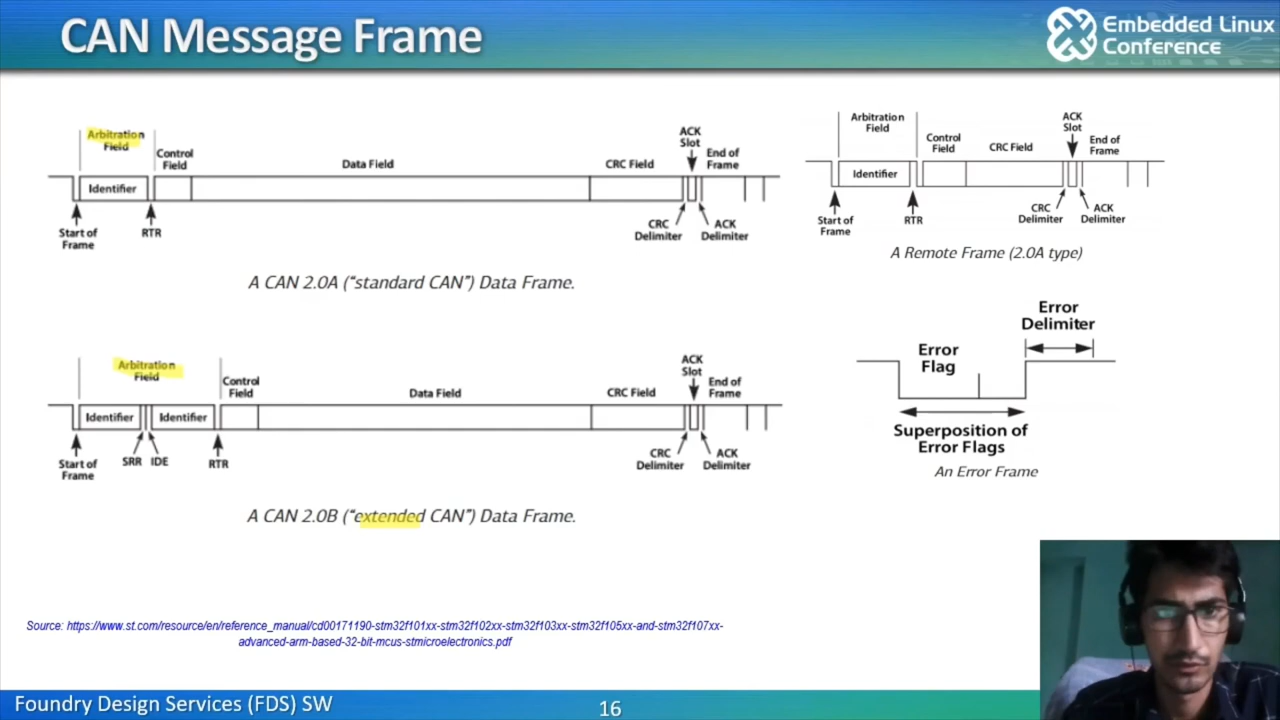 CAN Message Frame
Embedded Linux
Conference
Arbitration
Field
Control
Field
Data Field
CRC Field
ACK
Slot
End of
Frame
Identifier
Start of
Frame
RTR
CRC
Delimiter
ACK
Delimiter
A CAN 2.0A ("standard CAN") Data Frame.
Arbitration
Field
Control
Field
CRC Field
ACK
Slot
End of
Frame
Identifier
Start of
Frame
RTR
CRC
Delimiter
ACK
Delimiter
A Remote Frame (2.0A type)
Arbitration
Field
Control
Field
Data Field
CRC Field
ACK
Slot
End of
Frame
Identifier
Identifier
Start of
Frame
SRR
IDE
RTR
CRC
Delimiter
ACK
Delimiter
A CAN 2.0B ("extended CAN") Data Frame.
Error
Delimiter
Error
Flag
Superposition of
Error Flags
An Error Frame
Source: https://www.st.com/resource/en/reference_manual/cd00171190-stm32f101xx-stm32f102xx-stm32f103xx-stm32f105xx-and-stm32f107xx-
advanced-arm-based-32-bit-mcus-stmicroelectronics.pdf
Foundry Design Services (FDS) SW
16